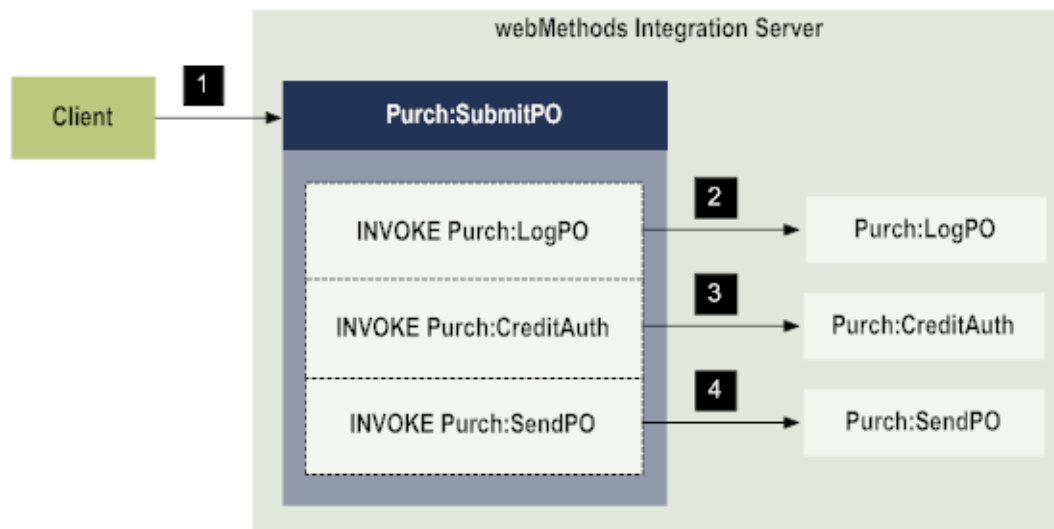 webMethods Integration Server
1
Client
Purch:SubmitPO
2
INVOKE Purch:LogPO
Purch:LogPO
3
INVOKE Purch:CreditAuth
Purch:CreditAuth
4
INVOKE Purch:SendPO
Purch:SendPO